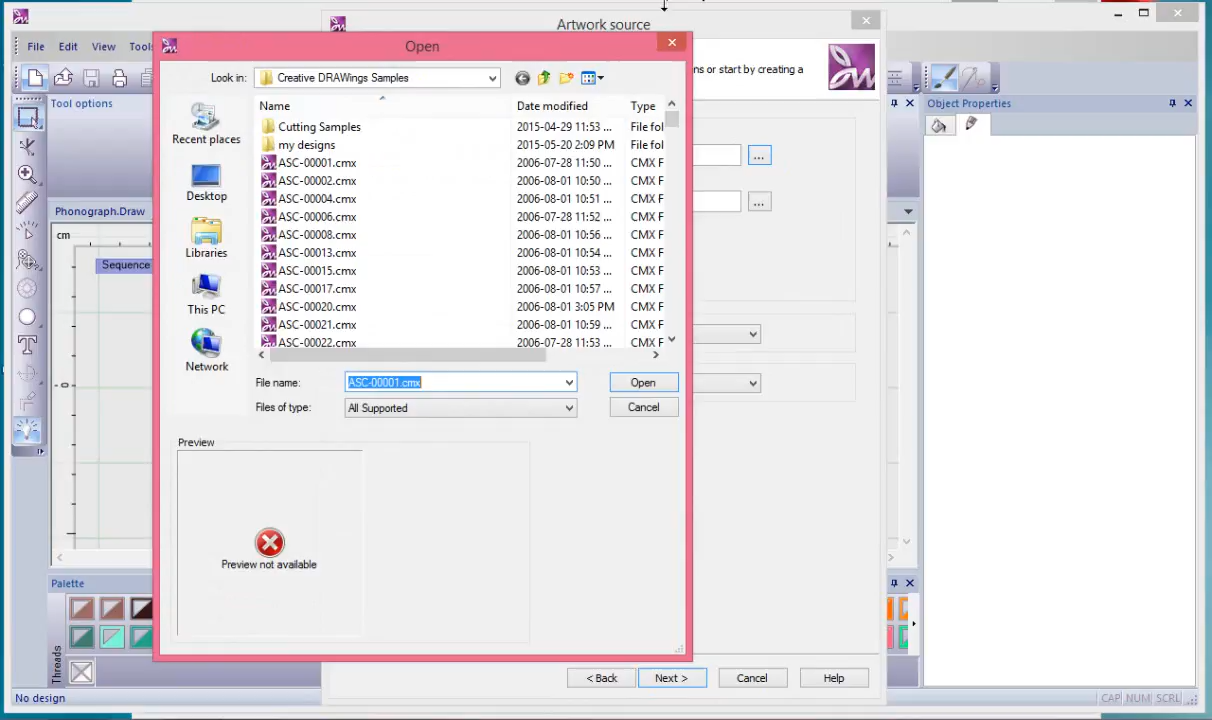 Artwork source
File Edit View Tools
Open
Look in: Creative DRAWings Samples
ns or start by creating a
Tool options
Object Properties
Name Date modified Type
Cutting Samples 2015-04-29 11:53 ... File fol
my designs 2015-05-20 2:09 PM File fol
ASC-00001.cmx 2006-07-28 11:50 ... CMX F
ASC-00002.cmx 2006-08-01 10:50 ... CMX F
ASC-00004.cmx 2006-08-01 10:51 ... CMX F
ASC-00006.cmx 2006-07-28 11:52 ... CMX F
ASC-00008.cmx 2006-08-01 10:56 ... CMX F
ASC-00013.cmx 2006-08-01 10:54 ... CMX F
ASC-00015.cmx 2006-08-01 10:53 ... CMX F
ASC-00017.cmx 2006-08-01 10:57 ... CMX F
ASC-00020.cmx 2006-08-01 3:05 PM CMX F
ASC-00021.cmx 2006-08-01 10:59 ... CMX F
ASC-00022.cmx 2006-07-28 11:53 ... CMX F
Recent places
Desktop
Libraries
This PC
Network
...
...
Phonograph.Draw
cm
Sequence
0
File name: ASC-00001.cmx Open
Files of type: All Supported Cancel
Preview
Preview not available
Palette
Threads
< Back Next > Cancel Help
No design
CAP NUM SCRL